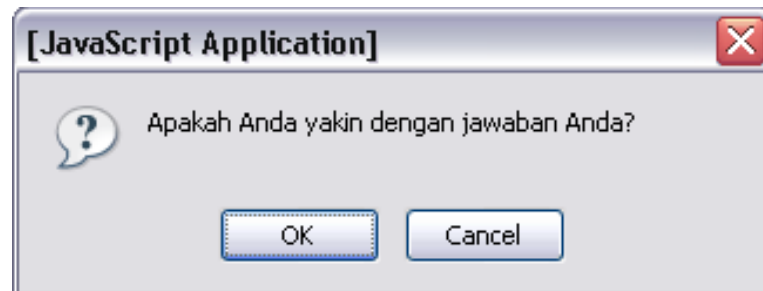 [JavaScript Application]
Apakah Anda yakin dengan jawaban Anda?
OK Cancel